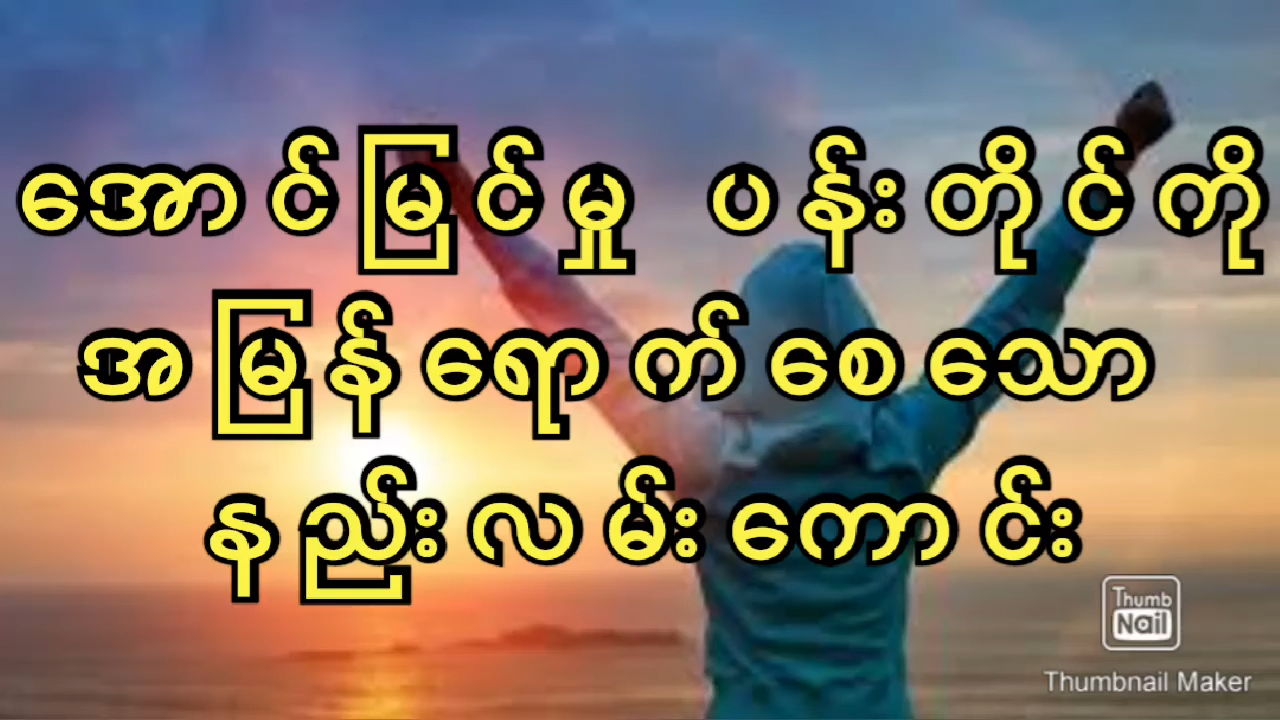 အောင်မြင်မှု ပန်းတိုင်ကို
အမြန်ရောက်စေသော
နည်းလမ်းကောင်း
Thumb
Nail
Thumbnail Maker